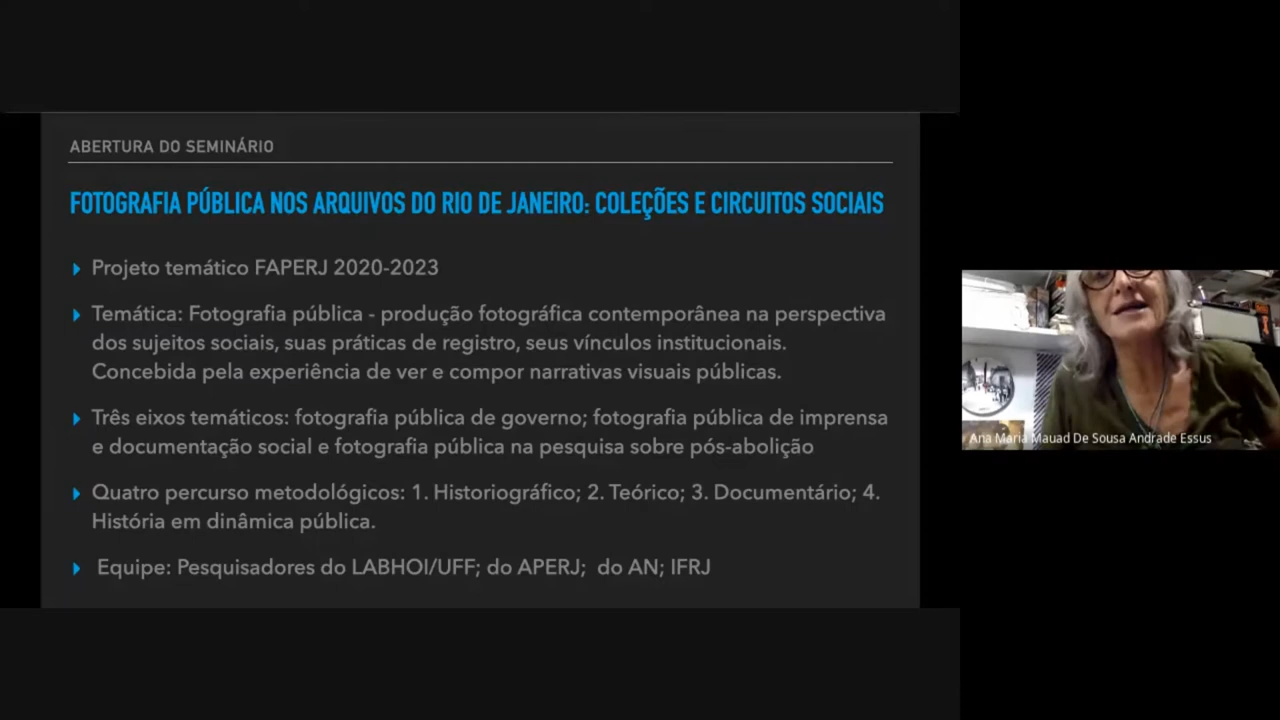 ABERTURA DO SEMINÁRIO
FOTOGRAFIA PÚBLICA NOS ARQUIVOS DO RIO DE JANEIRO: COLEÇÕES E CIRCUITOS SOCIAIS
Projeto temático FAPERJ 2020-2023
Temática: Fotografia pública - produção fotográfica contemporânea na perspectiva
dos sujeitos sociais, suas práticas de registro, seus vínculos institucionais.
Concebida pela experiência de ver e compor narrativas visuais públicas.
Três eixos temáticos: fotografia pública de governo; fotografia pública de imprensa
e documentação social e fotografia pública na pesquisa sobre pós-abolição
Quatro percurso metodológicos: 1. Historiográfico; 2. Teórico; 3. Documentário; 4.
História em dinâmica pública.
Equipe: Pesquisadores do LABHOI/UFF; do APERJ; do AN; IFRJ
Ana Maria Mauad De Sousa Andrade Essus